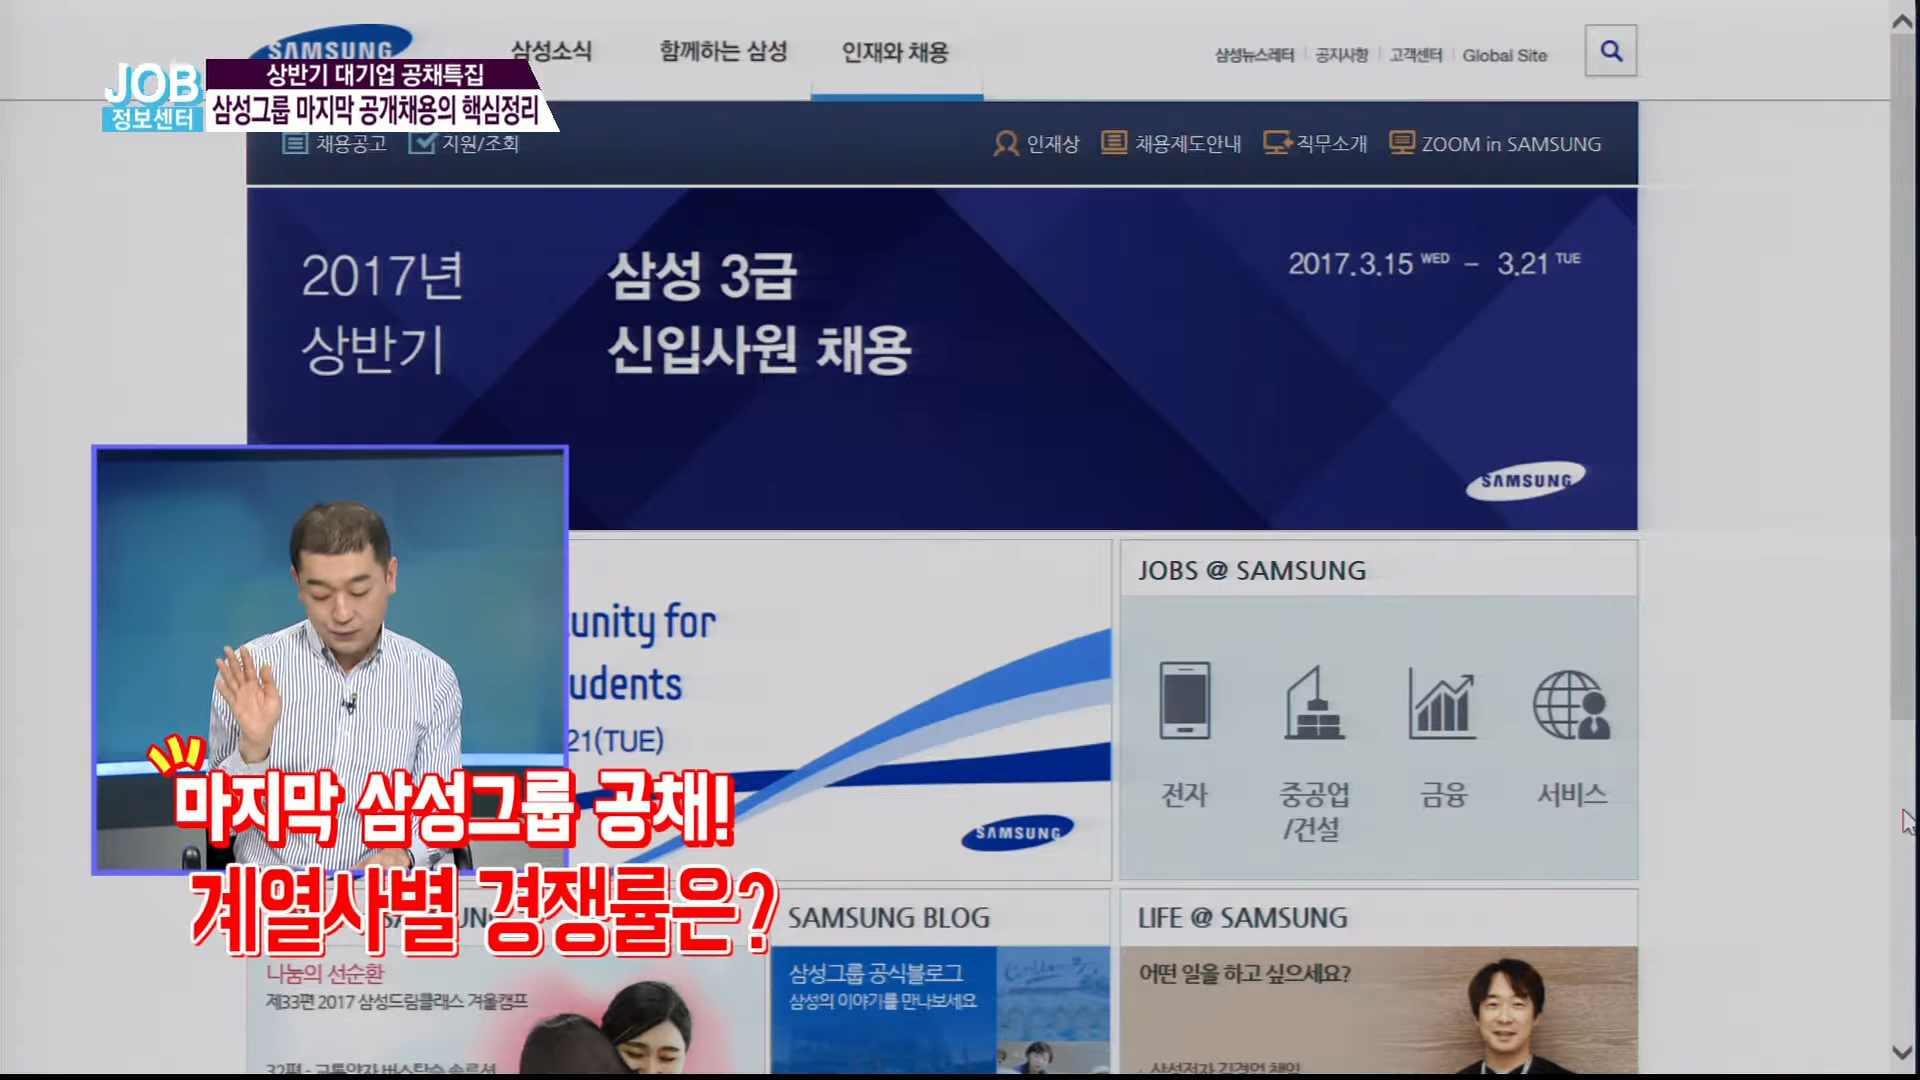 SAMSUNG
삼성소식
함께하는 삼성
인재와 채용
삼성뉴스레터
공지사항
고객센터
Global Site
JOB
정보센터
상반기 대기업 공채특집
삼성그룹 마지막 공개채용의 핵심정리
채용공고
지원/조회
인재상
채용제도안내
직무소개
ZOOM in SAMSUNG
2017년
상반기
삼성 3급
신입사원 채용
2017.3.15 WED – 3.21 TUE
SAMSUNG
unity for
udents
21(TUE)
SAMSUNG
JOBS @ SAMSUNG
전자
중공업
/건설
금융
서비스
마지막 삼성그룹 공채!
계열사별 경쟁률은?
SAMSUNG BLOG
삼성그룹 공식블로그
삼성의 이야기를 만나보세요
LIFE @ SAMSUNG
어떤 일을 하고 싶으세요?
나눔의 선순환
제33편 2017 삼성드림클래스 겨울캠프